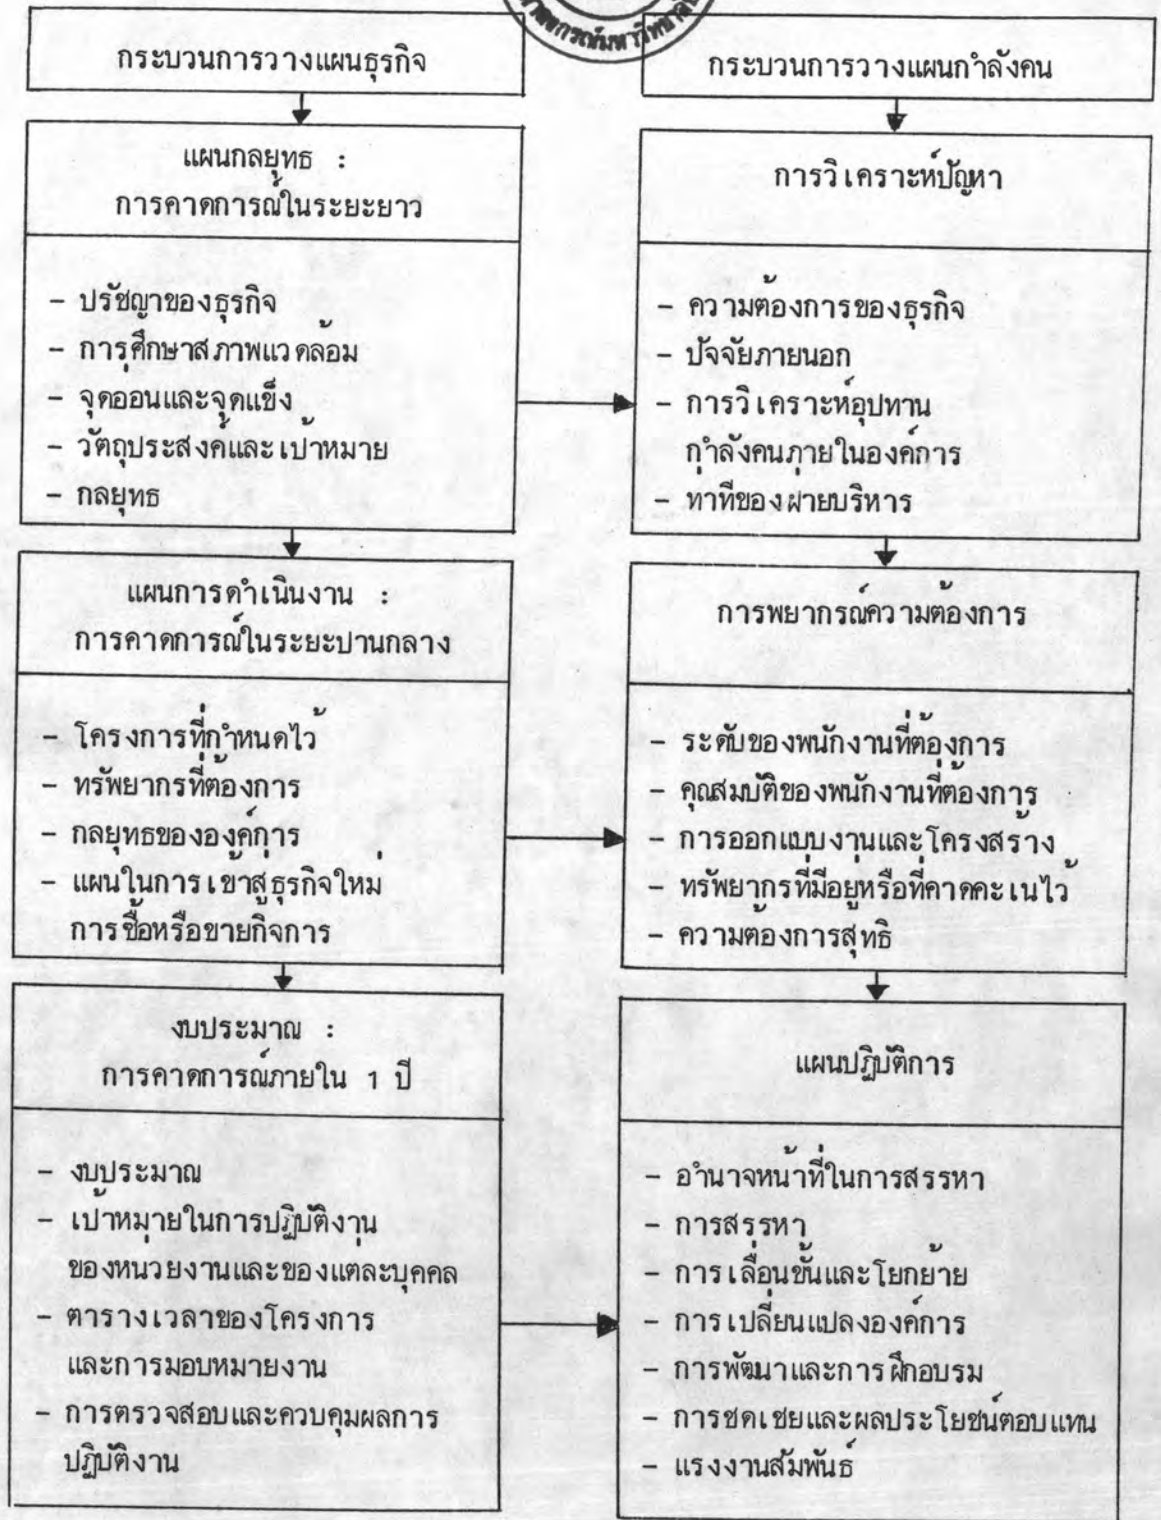 กระบวนการวางแผนธุรกิจ
กระบวนการวางแผนกำลังคน
แผนกลยุทธ :
การคาดการณ์ในระยะยาว
- ปรัชญาของธุรกิจ
- การศึกษาสภาพแวดล้อม
- จุดออนและจุดแข็ง
- วัตถุประสงค์และเป้าหมาย
- กลยุทธ
การวิเคราะห์ปัญหา
- ความต้องการของธุรกิจ
- ปัจจัยภายนอก
- การวิเคราะห์อุปทาน
กำลังคนภายในองค์การ
- ท่าทีของฝ่ายบริหาร
แผนการดำเนินงาน :
การคาดการณ์ในระยะปานกลาง
- โครงการที่กำหนดไว้
- ทรัพยากรที่ต้องการ
- กลยุทธขององค์การ
- แผนในการเข้าสู่ธุรกิจใหม่
การซื้อหรือขายกิจการ
การพยากรณ์ความต้องการ
- ระดับของพนักงานที่ต้องการ
- คุณสมบัติของพนักงานที่ต้องการ
- การออกแบบงานและโครงสร้าง
- ทรัพยากรที่มีอยู่หรือที่คาดคะเนไว้
- ความต้องการสุทธิ
งบประมาณ :
การคาดการณ์ภายใน 1 ปี
- งบประมาณ
- เป้าหมายในการปฏิบัติงาน
ของหน่วยงานและของแต่ละบุคคล
- ตารางเวลาของโครงการ
และการมอบหมายงาน
- การตรวจสอบและควบคุมผลการ
ปฏิบัติงาน
แผนปฏิบัติการ
- อำนาจหน้าที่ในการสรรหา
- การสรรหา
- การเลื่อนขั้นและโยกย้าย
- การเปลี่ยนแปลงองค์การ
- การพัฒนาและการฝึกอบรม
- การชดเชยและผลประโยชน์ตอบแทน
- แรงงานสัมพันธ์